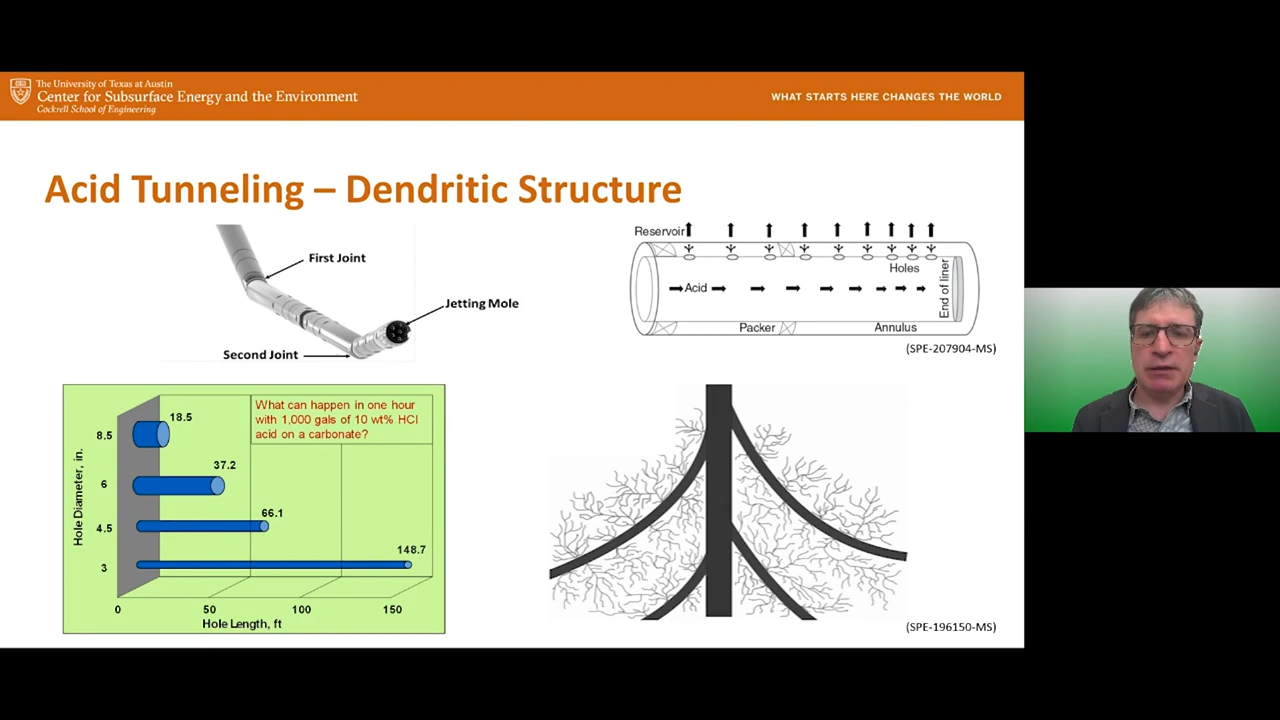 The University of Texas at Austin
Center for Subsurface Energy and the Environment
Cockrell School of Engineering
WHAT STARTS HERE CHANGES THE WORLD
Acid Tunneling – Dendritic Structure
First Joint
Jetting Mole
Second Joint
Reservoir
Holes
Acid
End of liner
Packer
Annulus
(SPE-207904-MS)
What can happen in one hour
with 1,000 gals of 10 wt% HCl
acid on a carbonate?
Hole Diameter, in.
8.5
18.5
6
37.2
4.5
66.1
3
148.7
0
50
100
150
Hole Length, ft
(SPE-196150-MS)